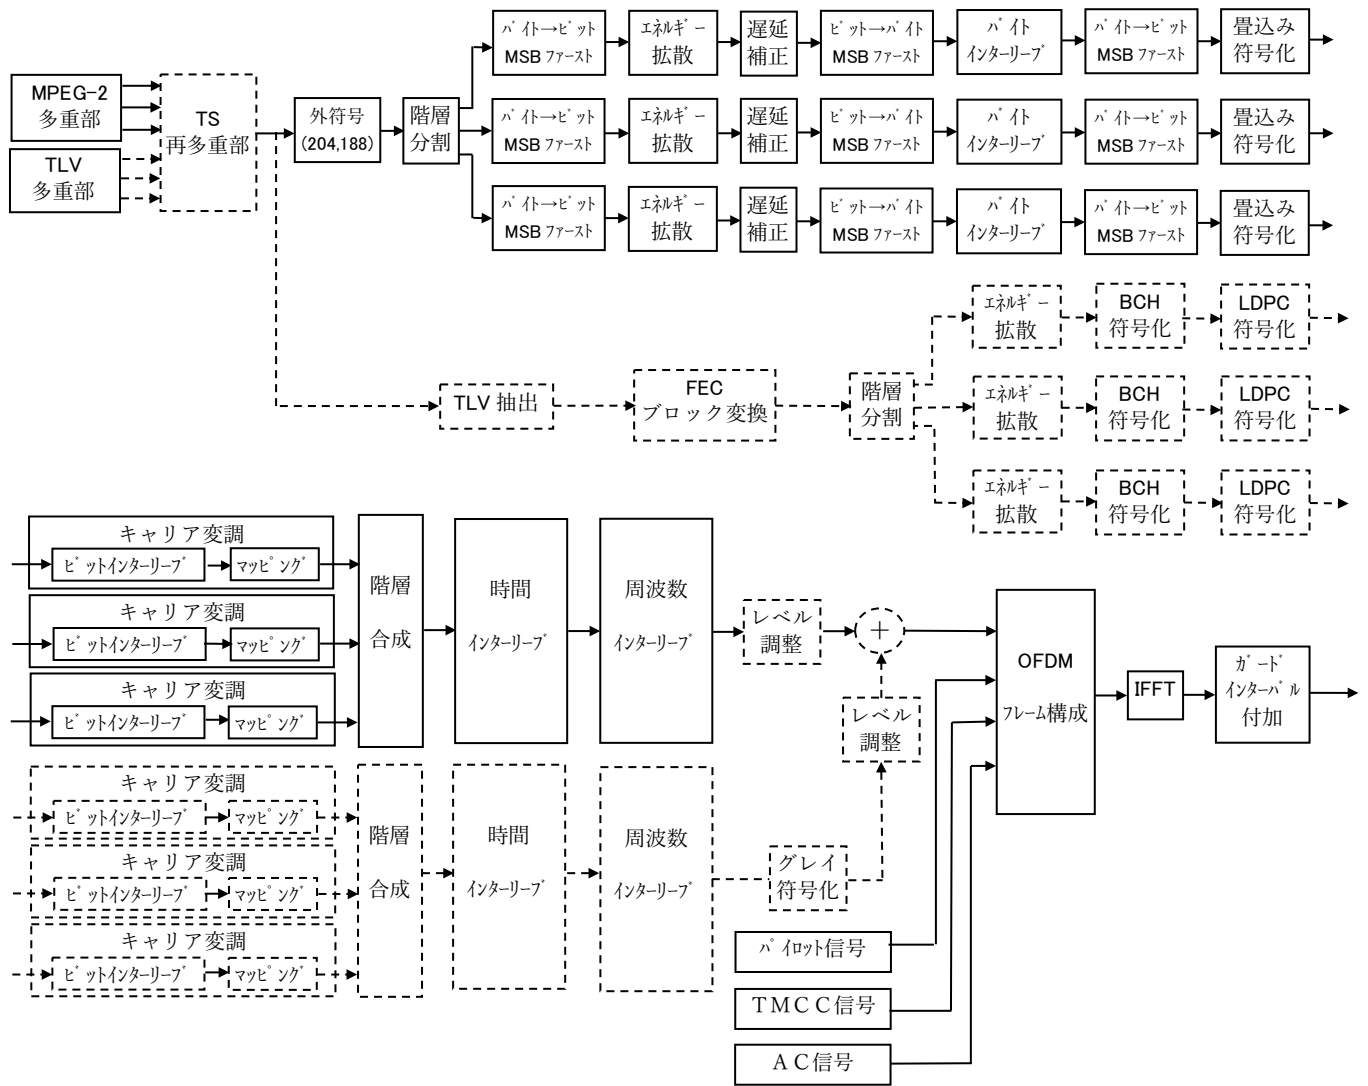 MPEG-2
多重部
TLV
多重部
TS
再多重部
外符号
(204,188)
階層
分割
バイト→ビット
MSB ファースト
エネルギー
拡散
遅延
補正
ビット→バイト
MSB ファースト
バイト
インターリーブ
バイト→ビット
MSB ファースト
畳込み
符号化
バイト→ビット
MSB ファースト
エネルギー
拡散
遅延
補正
ビット→バイト
MSB ファースト
バイト
インターリーブ
バイト→ビット
MSB ファースト
畳込み
符号化
バイト→ビット
MSB ファースト
エネルギー
拡散
遅延
補正
ビット→バイト
MSB ファースト
バイト
インターリーブ
バイト→ビット
MSB ファースト
畳込み
符号化
TLV 抽出
FEC
ブロック変換
階層
分割
エネルギー
拡散
BCH
符号化
LDPC
符号化
エネルギー
拡散
BCH
符号化
LDPC
符号化
エネルギー
拡散
BCH
符号化
LDPC
符号化
キャリア変調
ビットインターリーブ
マッピング
キャリア変調
ビットインターリーブ
マッピング
キャリア変調
ビットインターリーブ
マッピング
階層
合成
時間
インターリーブ
周波数
インターリーブ
レベル
調整
+
キャリア変調
ビットインターリーブ
マッピング
キャリア変調
ビットインターリーブ
マッピング
キャリア変調
ビットインターリーブ
マッピング
階層
合成
時間
インターリーブ
周波数
インターリーブ
グレイ
符号化
レベル
調整
パイロット信号
TMCC信号
AC信号
OFDM
フレーム構成
IFFT
ガード
インターバル
付加